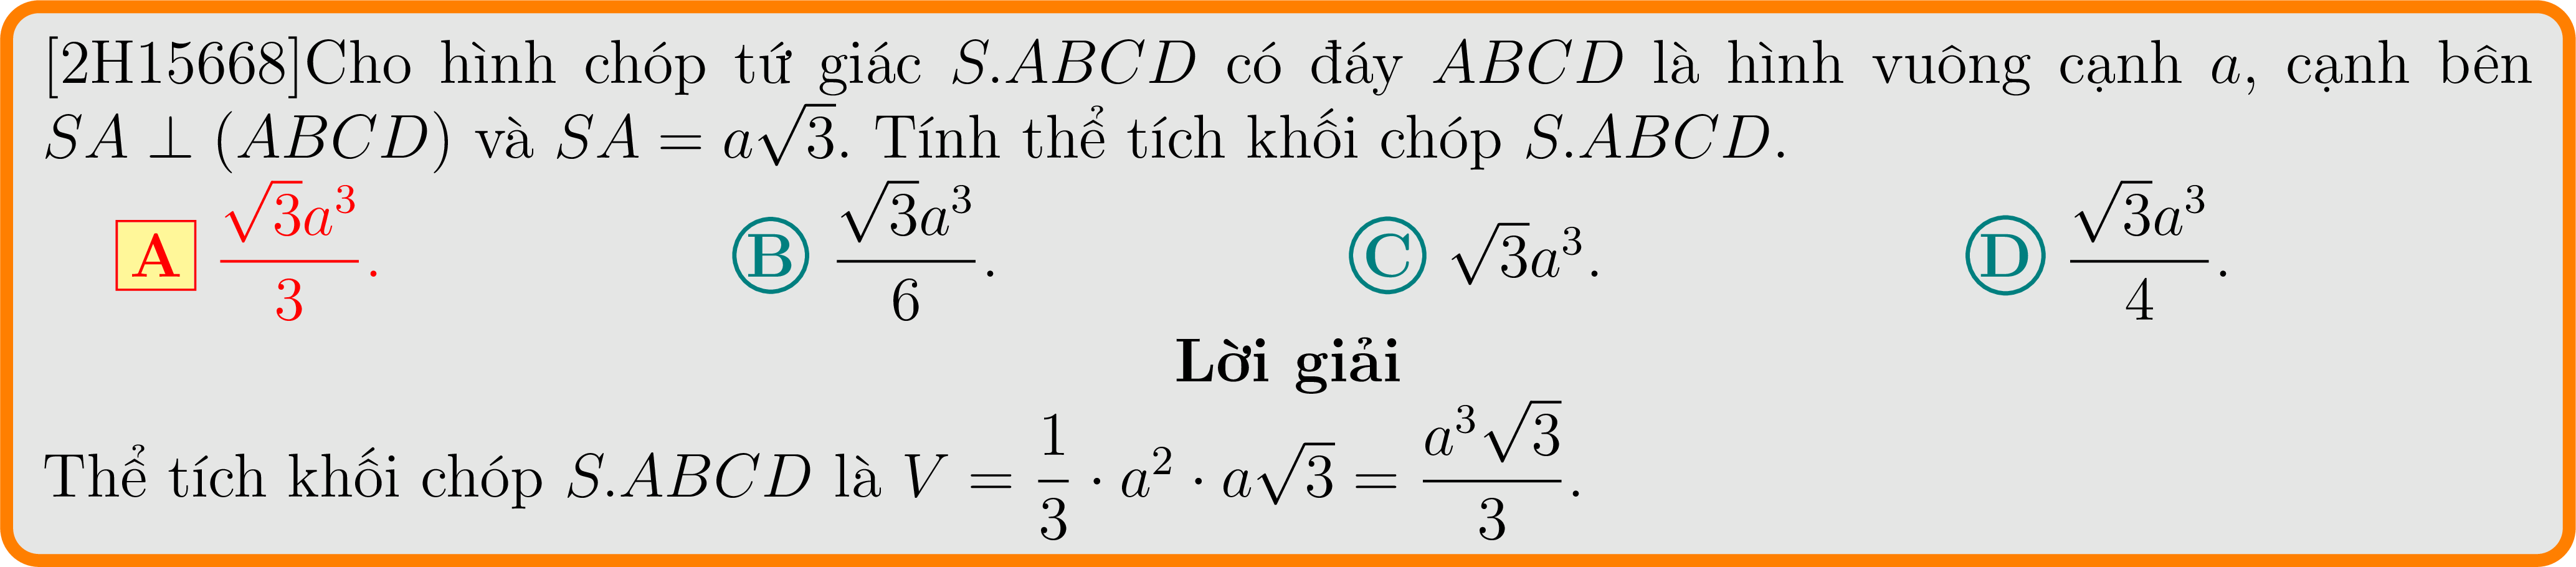 [2H15668]Cho hình chóp tứ giác S.ABCD có đáy ABCD là hình vuông cạnh a, cạnh bên
SA ⊥ (ABCD) và SA = a√3. Tính thể tích khối chóp S.ABCD.
A √3a³/3. B √3a³/6. C √3a³. D √3a³/4.
Lời giải
Thể tích khối chóp S.ABCD là V = 1/3 · a² · a√3 = a³√3/3.